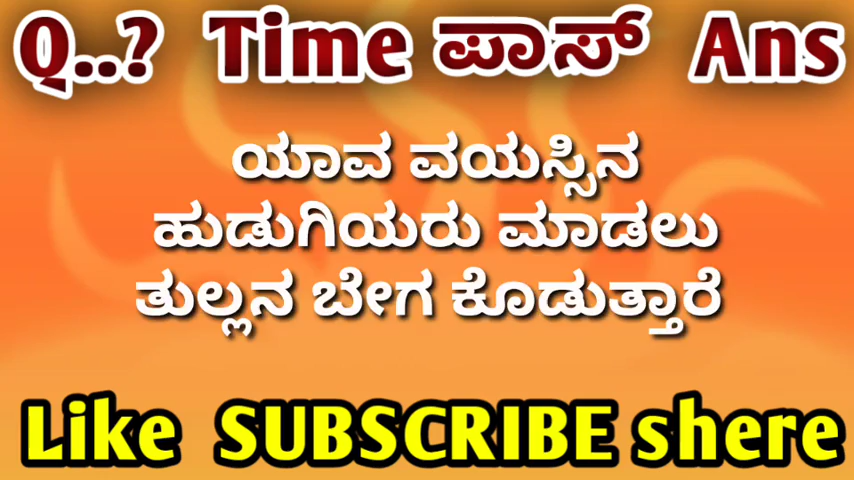 Q..? Time ಪಾಸ್ Ans
ಯಾವ ವಯಸ್ಸಿನ
ಹುಡುಗಿಯರು ಮಾಡಲು
ತುಲ್ಲನ ಬೇಗ ಕೊಡುತ್ತಾರೆ
Like SUBSCRIBE shere